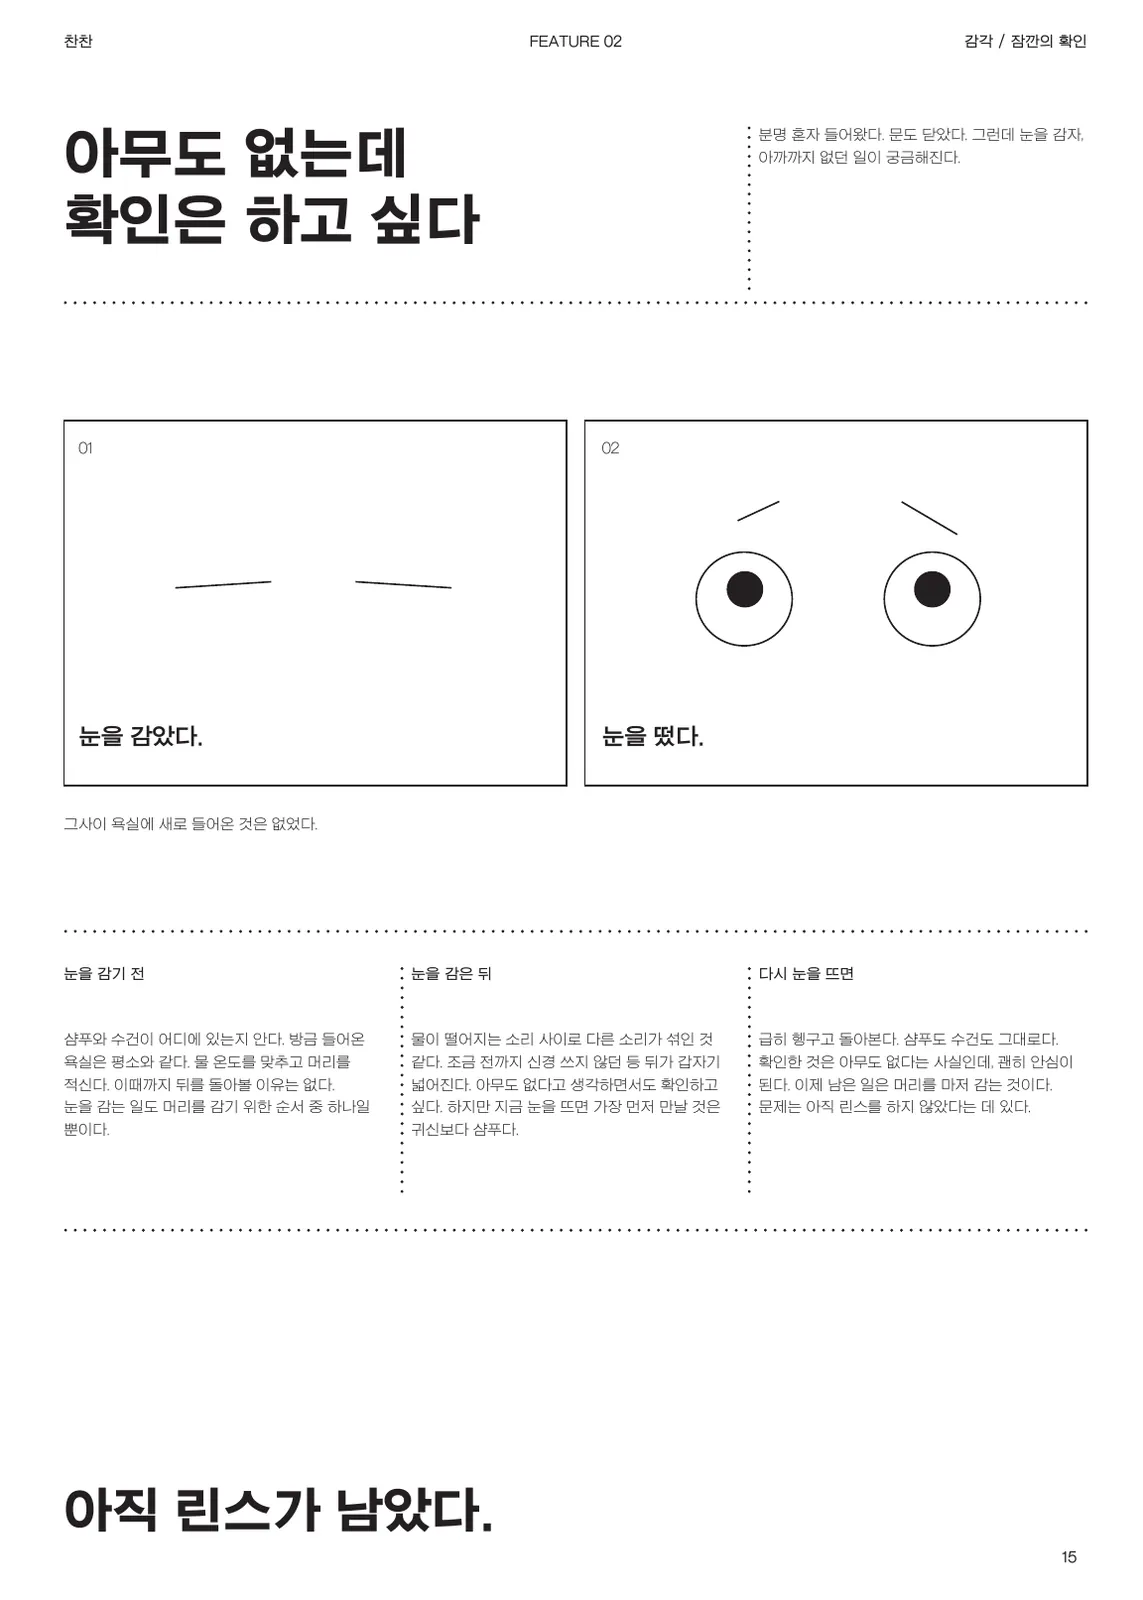 찬찬
FEATURE 02
감각 / 잠깐의 확인
아무도 없는데
확인은 하고 싶다
분명 혼자 들어왔다. 문도 닫았다. 그런데 눈을 감자,
아까까지 없던 일이 궁금해진다.
01
눈을 감았다.
02
눈을 떴다.
그사이 욕실에 새로 들어온 것은 없었다.
눈을 감기 전
샴푸와 수건이 어디에 있는지 안다. 방금 들어온
욕실은 평소와 같다. 물 온도를 맞추고 머리를
적신다. 이때까지 뒤를 돌아볼 이유는 없다.
눈을 감는 일도 머리를 감기 위한 순서 중 하나일
뿐이다.
눈을 감은 뒤
물이 떨어지는 소리 사이로 다른 소리가 섞인 것
같다. 조금 전까지 신경 쓰지 않던 등 뒤가 갑자기
넓어진다. 아무도 없다고 생각하면서도 확인하고
싶다. 하지만 지금 눈을 뜨면 가장 먼저 만날 것은
귀신보다 샴푸다.
다시 눈을 뜨면
급히 헹구고 돌아본다. 샴푸도 수건도 그대로다.
확인한 것은 아무도 없다는 사실인데, 괜히 안심이
된다. 이제 남은 일은 머리를 마저 감는 것이다.
문제는 아직 린스를 하지 않았다는 데 있다.
아직 린스가 남았다.
15